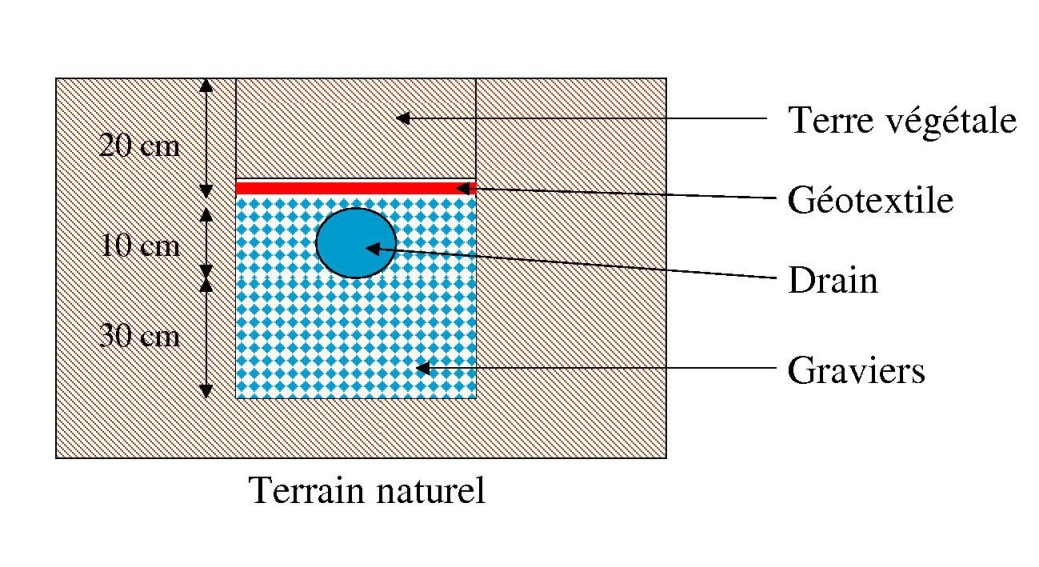 Terre végétale
20 cm
Géotextile
10 cm
Drain
30 cm
Graviers
Terrain naturel